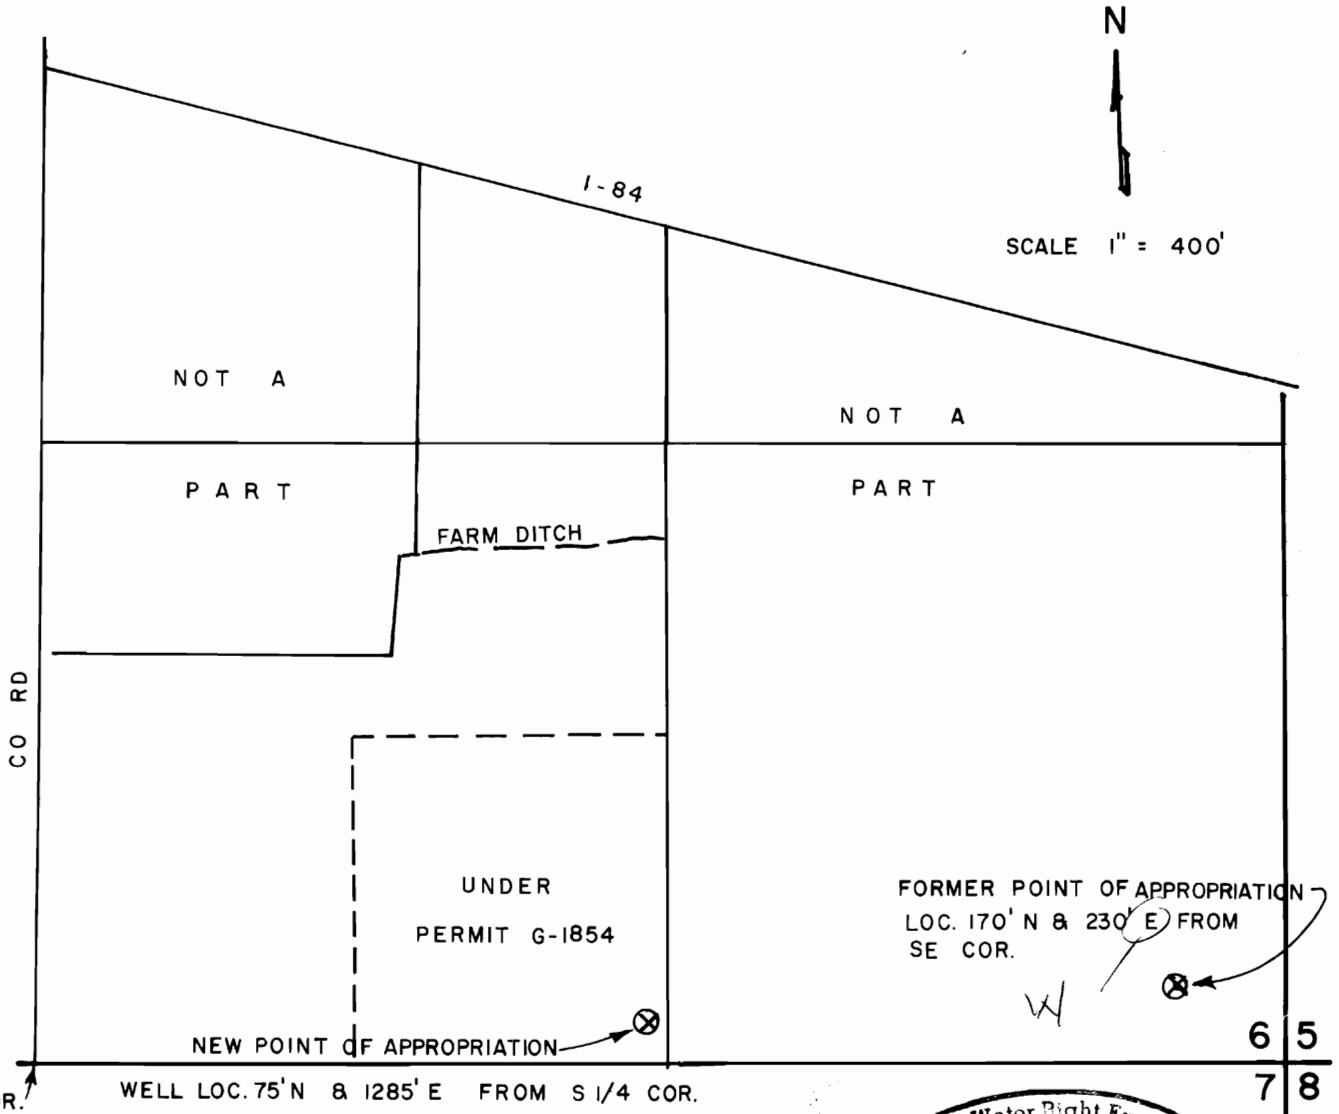 N
I-84
SCALE 1" = 400'
NOT A
NOT A
PART
PART
FARM DITCH
CO RD
UNDER
PERMIT G-1854
FORMER POINT OF APPROPRIATION
LOC. 170' N & 230' E FROM
SE COR.
W
NEW POINT OF APPROPRIATION
6 5
7 8
WELL LOC. 75' N & 1285' E FROM S 1/4 COR.
Water Right